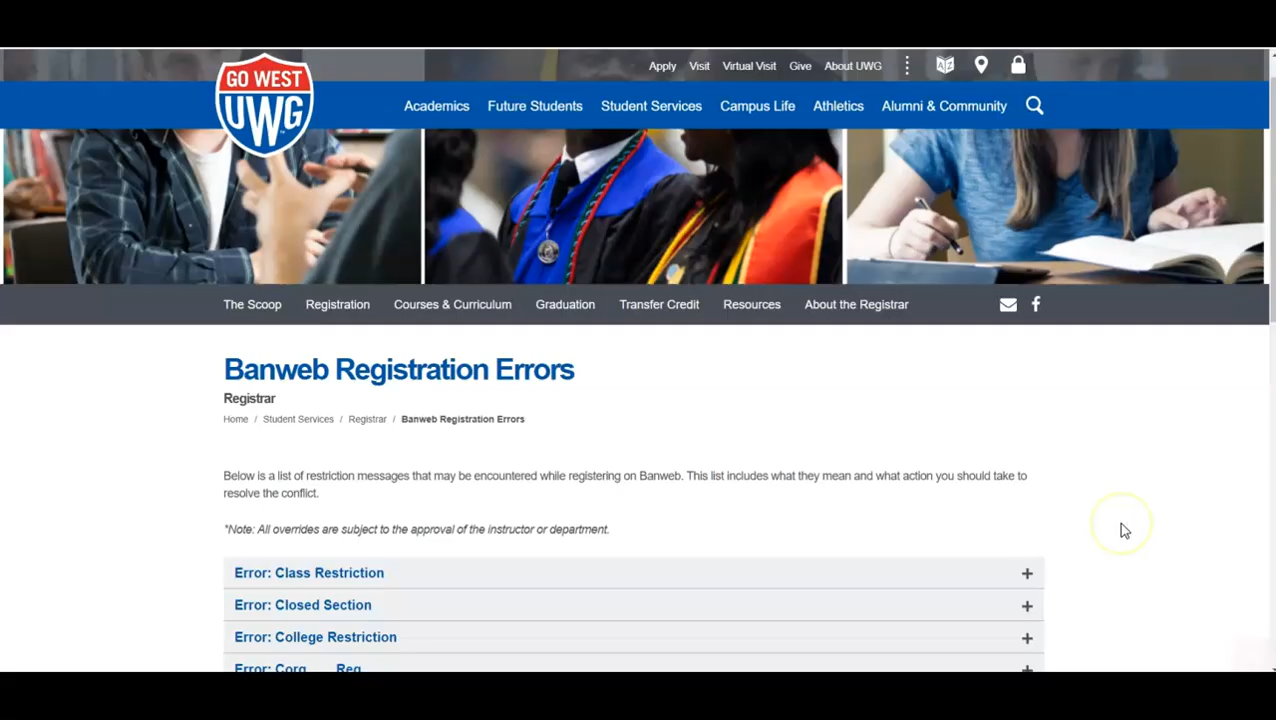 GO WEST
UWG
Apply Visit Virtual Visit Give About UWG
Academics Future Students Student Services Campus Life Athletics Alumni & Community
The Scoop Registration Courses & Curriculum Graduation Transfer Credit Resources About the Registrar
Banweb Registration Errors
Registrar
Home / Student Services / Registrar / Banweb Registration Errors
Below is a list of restriction messages that may be encountered while registering on Banweb. This list includes what they mean and what action you should take to
resolve the conflict.
*Note: All overrides are subject to the approval of the instructor or department.
Error: Class Restriction +
Error: Closed Section +
Error: College Restriction +
Error: Corq___Req